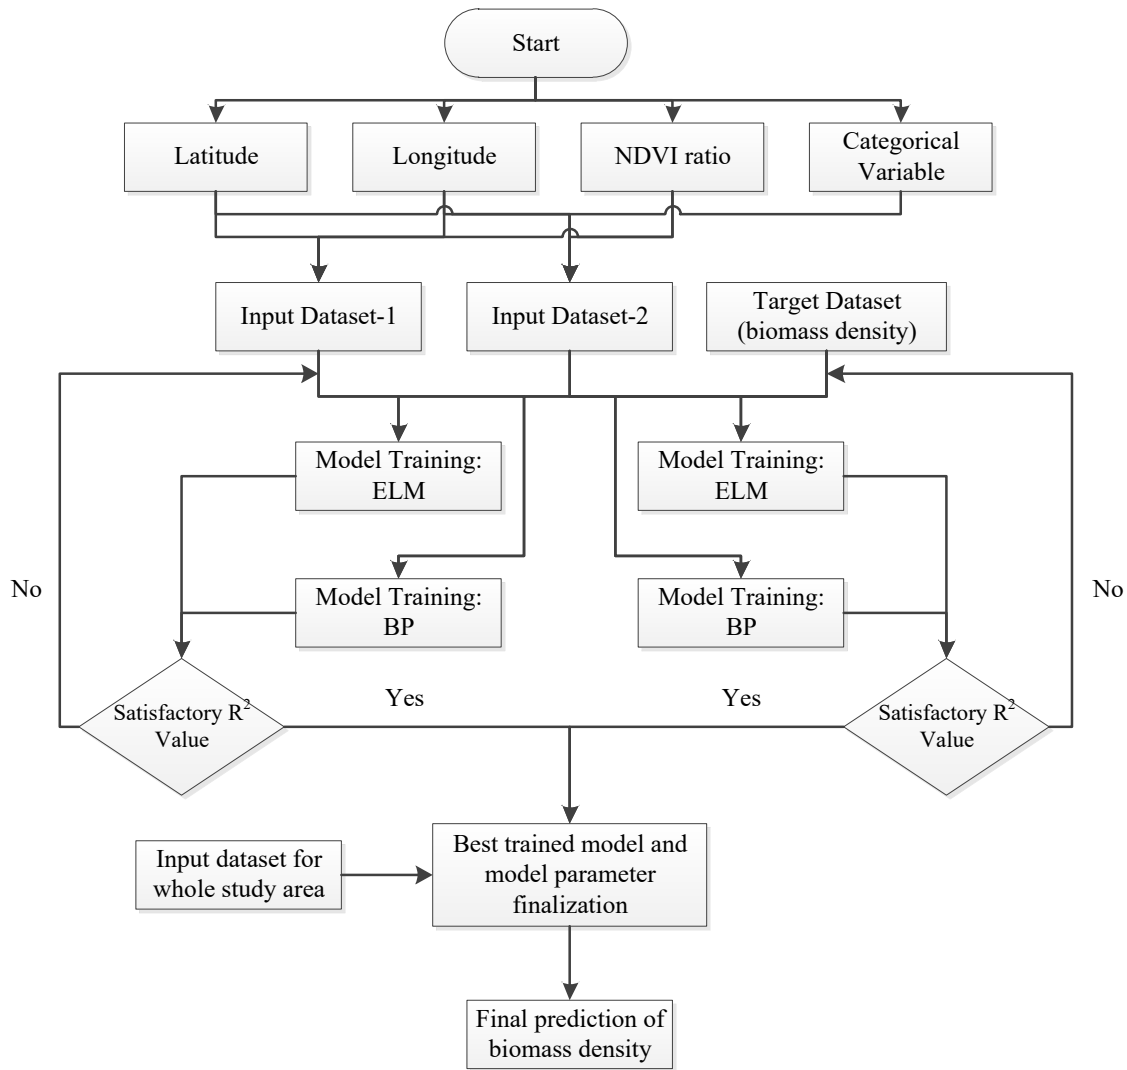 Start
Latitude
Longitude
NDVI ratio
Categorical
Variable
Input Dataset-1
Input Dataset-2
Target Dataset
(biomass density)
Model Training:
ELM
Model Training:
ELM
No
Model Training:
BP
Model Training:
BP
No
Satisfactory R²
Value
Yes
Yes
Satisfactory R²
Value
Input dataset for
whole study area
Best trained model and
model parameter
finalization
Final prediction of
biomass density